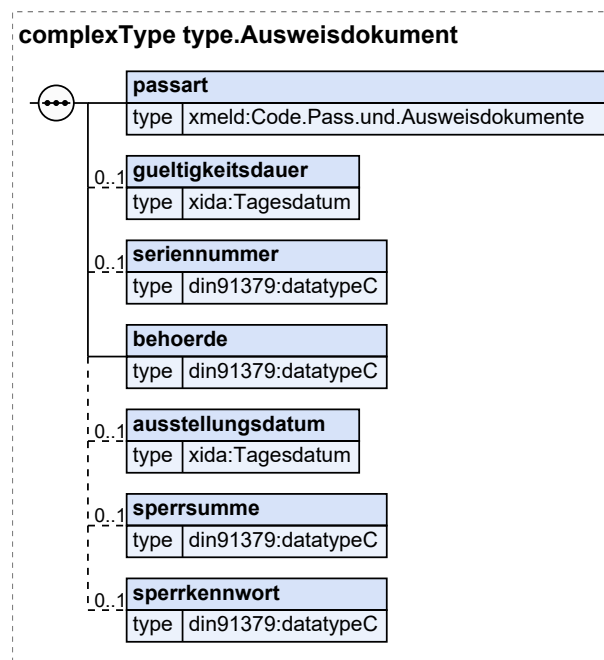 complexType type.Ausweisdokument
passart
type xmeld:Code.Pass.und.Ausweisdokumente
0..1 gueltigkeitsdauer
type xida:Tagesdatum
0..1 seriennummer
type din91379:datatypeC
behoerde
type din91379:datatypeC
0..1 ausstellungsdatum
type xida:Tagesdatum
0..1 sperrsumme
type din91379:datatypeC
0..1 sperrkennwort
type din91379:datatypeC